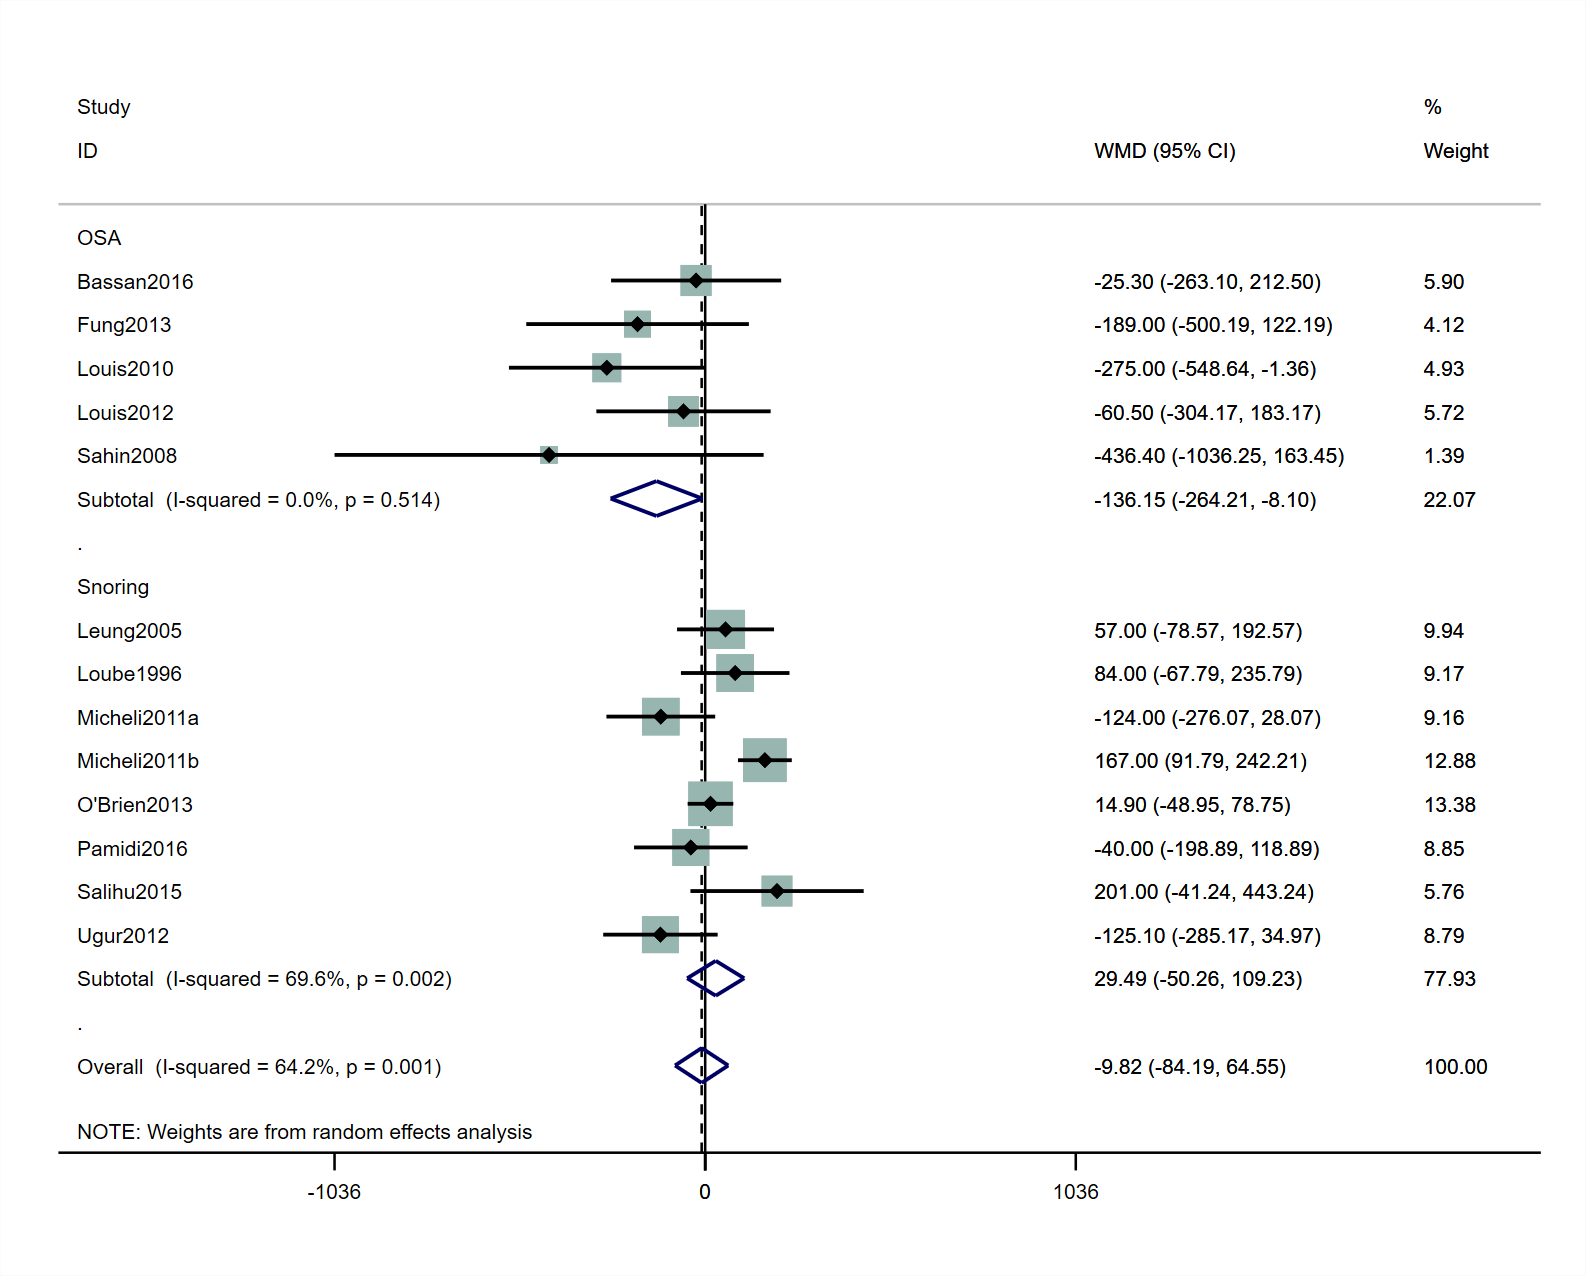 Study %
ID WMD (95% CI) Weight
OSA
Bassan2016 -25.30 (-263.10, 212.50) 5.90
Fung2013 -189.00 (-500.19, 122.19) 4.12
Louis2010 -275.00 (-548.64, -1.36) 4.93
Louis2012 -60.50 (-304.17, 183.17) 5.72
Sahin2008 -436.40 (-1036.25, 163.45) 1.39
Subtotal (I-squared = 0.0%, p = 0.514) -136.15 (-264.21, -8.10) 22.07
.
Snoring
Leung2005 57.00 (-78.57, 192.57) 9.94
Loube1996 84.00 (-67.79, 235.79) 9.17
Micheli2011a -124.00 (-276.07, 28.07) 9.16
Micheli2011b 167.00 (91.79, 242.21) 12.88
O'Brien2013 14.90 (-48.95, 78.75) 13.38
Pamidi2016 -40.00 (-198.89, 118.89) 8.85
Salihu2015 201.00 (-41.24, 443.24) 5.76
Ugur2012 -125.10 (-285.17, 34.97) 8.79
Subtotal (I-squared = 69.6%, p = 0.002) 29.49 (-50.26, 109.23) 77.93
.
Overall (I-squared = 64.2%, p = 0.001) -9.82 (-84.19, 64.55) 100.00
NOTE: Weights are from random effects analysis
-1036 0 1036